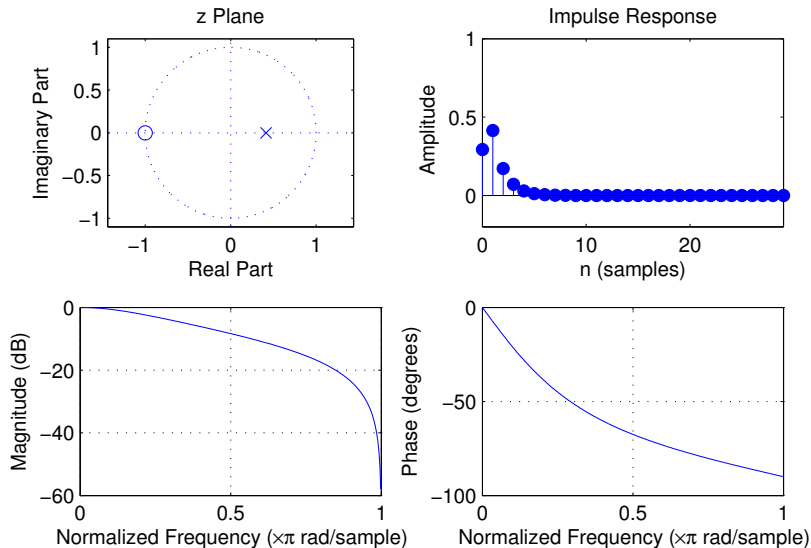 z Plane
1
0.5
0
−0.5
−1
−1
0
1
Imaginary Part
Real Part
Impulse Response
1
0.5
0
0
10
20
Amplitude
n (samples)
0
−20
−40
−60
0
0.5
1
Magnitude (dB)
Normalized Frequency (×π rad/sample)
0
−50
−100
0
0.5
1
Phase (degrees)
Normalized Frequency (×π rad/sample)